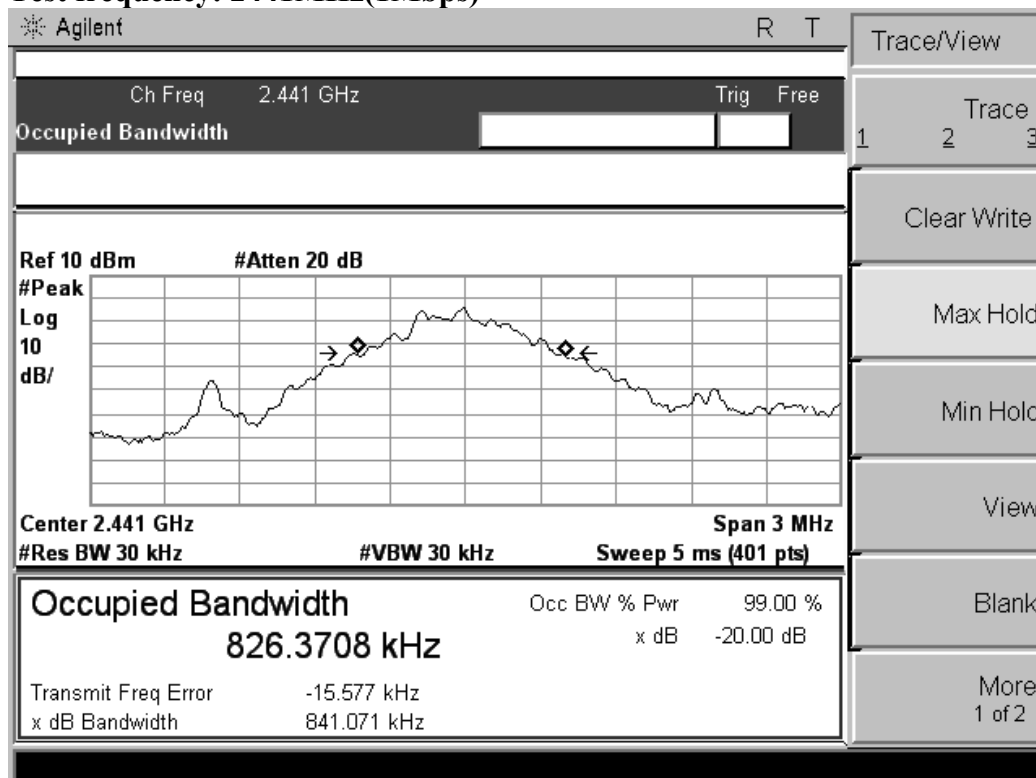 Test frequency: 2441MHz(1Mbps)
Agilent R T
Trace/View
Ch Freq 2.441 GHz Trig Free
Occupied Bandwidth
Trace
1 2 3
Clear Write
Ref 10 dBm #Atten 20 dB
#Peak
Log
10
dB/
Max Hold
Min Hold
View
Center 2.441 GHz Span 3 MHz
#Res BW 30 kHz #VBW 30 kHz Sweep 5 ms (401 pts)
Occupied Bandwidth Occ BW % Pwr 99.00 %
826.3708 kHz x dB -20.00 dB
Blank
Transmit Freq Error -15.577 kHz
x dB Bandwidth 841.071 kHz
More
1 of 2